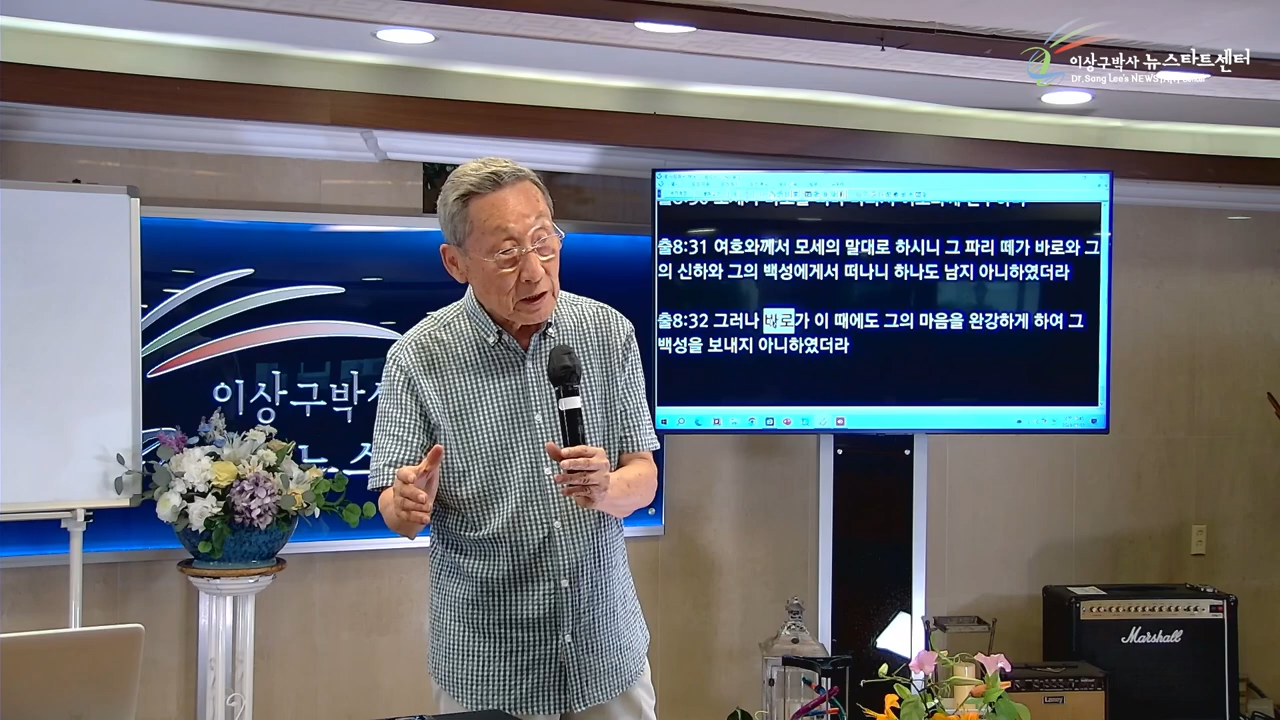 이상구박사 뉴스타트센터
Dr.Sang Lee's NEWSTART Center
출8:31 여호와께서 모세의 말대로 하시니 그 파리 떼가 바로와 그
의 신하와 그의 백성에게서 떠나니 하나도 남지 아니하였더라
출8:32 그러나 바로가 이 때에도 그의 마음을 완강하게 하여 그
백성을 보내지 아니하였더라
이상구박사
뉴스
Marshall
Laney